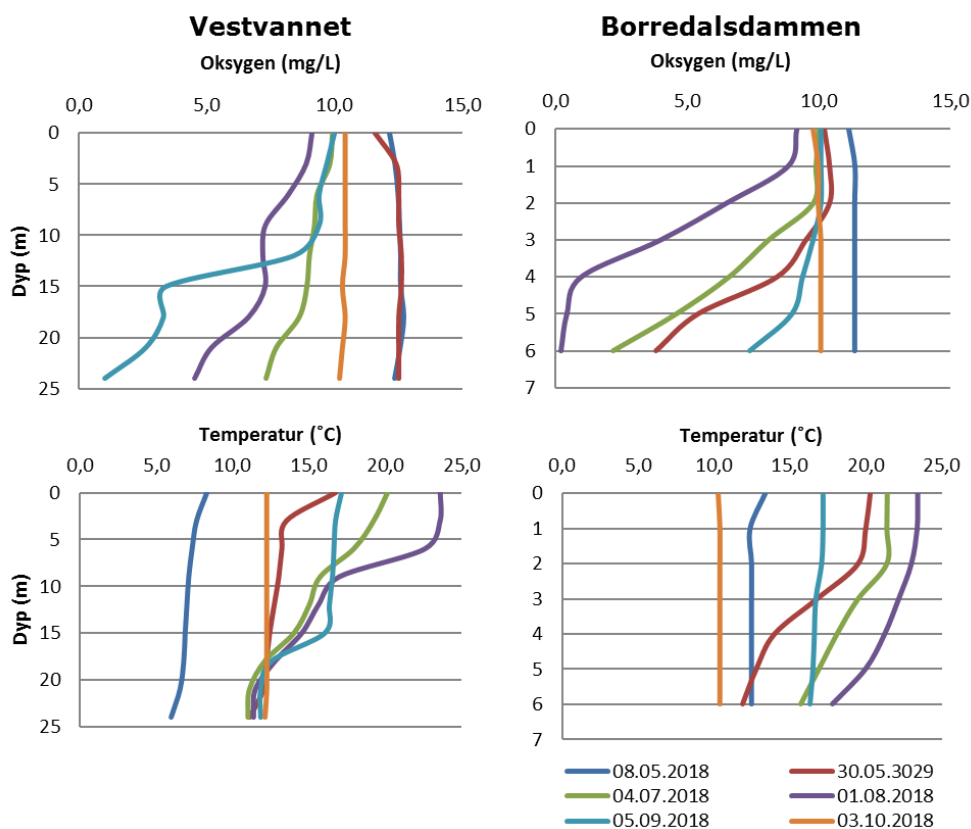 Vestvannet
Borredalsdammen
Oksygen (mg/L)
Oksygen (mg/L)
0,0 5,0 10,0 15,0
0,0 5,0 10,0 15,0
Dyp (m)
0
5
10
15
20
25
0
1
2
3
4
5
6
7
Temperatur (˚C)
Temperatur (˚C)
0,0 5,0 10,0 15,0 20,0 25,0
0,0 5,0 10,0 15,0 20,0 25,0
Dyp (m)
0
5
10
15
20
25
0
1
2
3
4
5
6
7
08.05.2018 30.05.3029
04.07.2018 01.08.2018
05.09.2018 03.10.2018